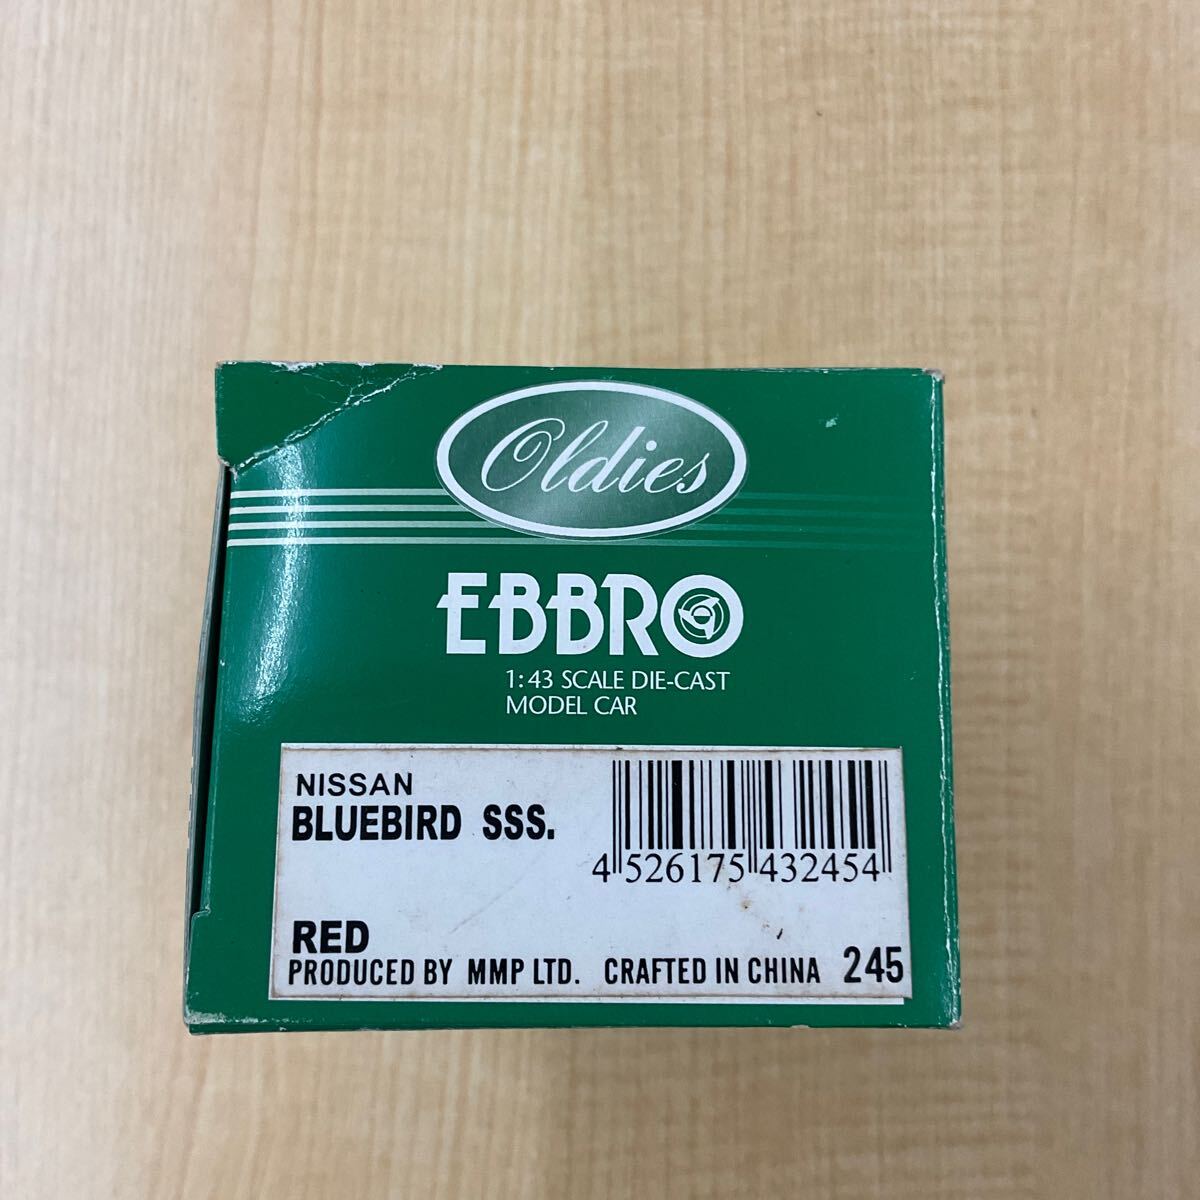 Oldies
EBBRO
1:43 SCALE DIE-CAST
MODEL CAR
NISSAN
BLUEBIRD SSS.
4 526175 432454
RED
PRODUCED BY MMP LTD. CRAFTED IN CHINA 245